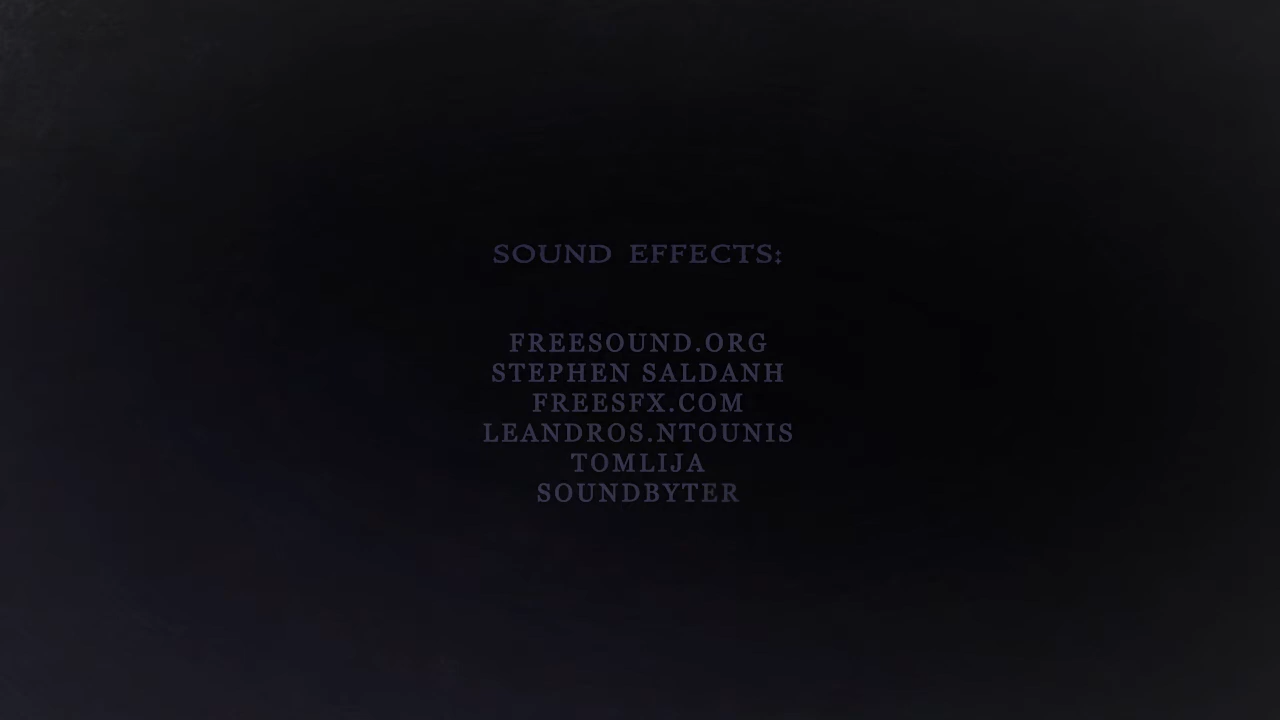 SOUND EFFECTS:
FREESOUND.ORG
STEPHEN SALDANH
FREESFX.COM
LEANDROS.NTOUNIS
TOMLIJA
SOUNDBYTER